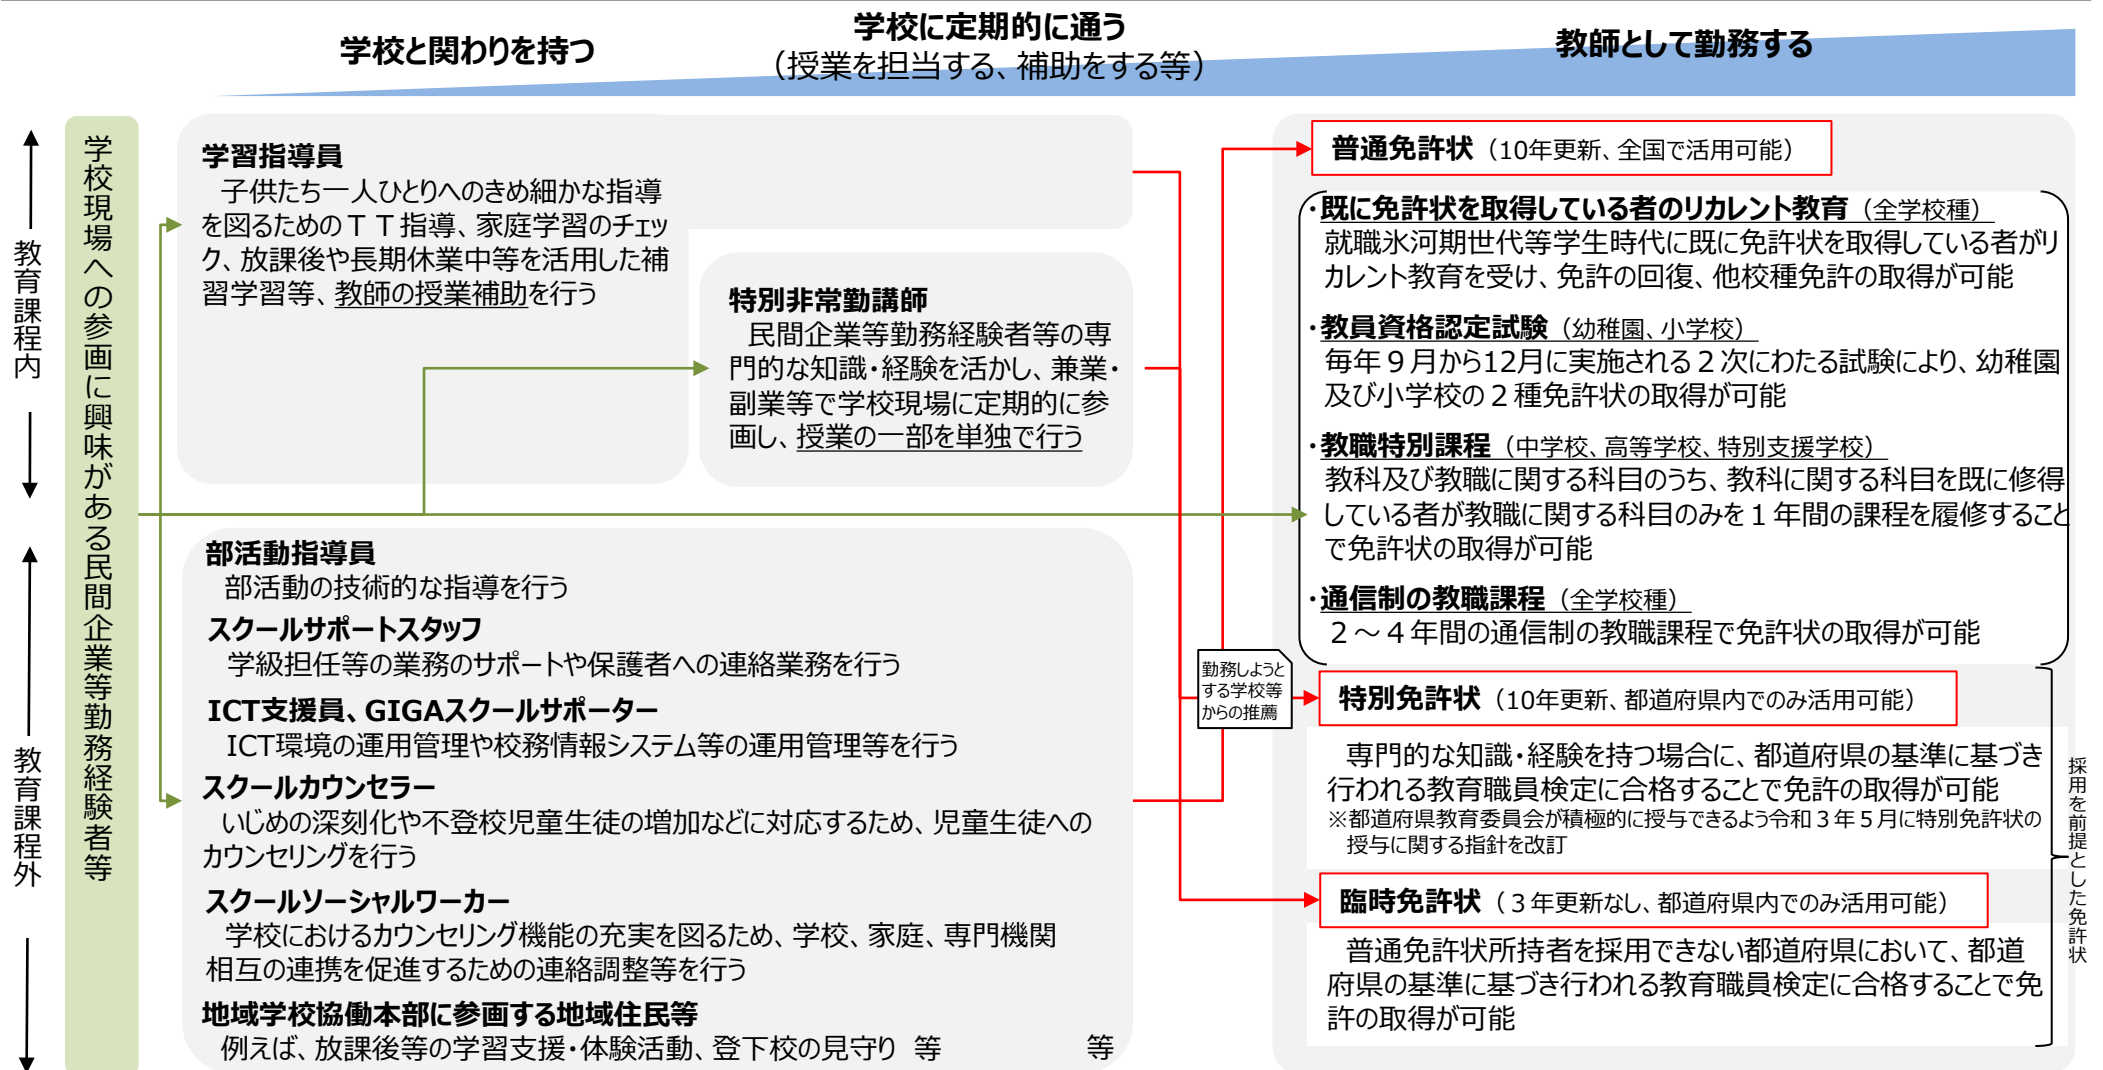 学校と関わりを持つ
学校に定期的に通う
（授業を担当する、補助をする等）
教師として勤務する
教育課程内
教育課程外
学校現場への参画に興味がある民間企業等勤務経験者等
学習指導員
子供たち一人ひとりへのきめ細かな指導
を図るためのＴＴ指導、家庭学習のチェッ
ク、放課後や長期休業中等を活用した補
習学習等、教師の授業補助を行う
特別非常勤講師
民間企業等勤務経験者等の専
門的な知識・経験を活かし、兼業・
副業等で学校現場に定期的に参
画し、授業の一部を単独で行う
部活動指導員
部活動の技術的な指導を行う
スクールサポートスタッフ
学級担任等の業務のサポートや保護者への連絡業務を行う
ICT支援員、GIGAスクールサポーター
ICT環境の運用管理や校務情報システム等の運用管理等を行う
スクールカウンセラー
いじめの深刻化や不登校児童生徒の増加などに対応するため、児童生徒への
カウンセリングを行う
スクールソーシャルワーカー
学校におけるカウンセリング機能の充実を図るため、学校、家庭、専門機関
相互の連携を促進するための連絡調整等を行う
地域学校協働本部に参画する地域住民等
例えば、放課後等の学習支援・体験活動、登下校の見守り 等 等
勤務しようと
する学校等
からの推薦
普通免許状（10年更新、全国で活用可能）
・既に免許状を取得している者のリカレント教育（全学校種）
就職氷河期世代等学生時代に既に免許状を取得している者がリ
カレント教育を受け、免許の回復、他校種免許の取得が可能
・教員資格認定試験（幼稚園、小学校）
毎年９月から12月に実施される２次にわたる試験により、幼稚園
及び小学校の２種免許状の取得が可能
・教職特別課程（中学校、高等学校、特別支援学校）
教科及び教職に関する科目のうち、教科に関する科目を既に修得
している者が教職に関する科目のみを１年間の課程を履修すること
で免許状の取得が可能
・通信制の教職課程（全学校種）
２～４年間の通信制の教職課程で免許状の取得が可能
特別免許状（10年更新、都道府県内でのみ活用可能）
専門的な知識・経験を持つ場合に、都道府県の基準に基づき
行われる教育職員検定に合格することで免許の取得が可能
※都道府県教育委員会が積極的に授与できるよう令和３年５月に特別免許状の
授与に関する指針を改訂
臨時免許状（３年更新なし、都道府県内でのみ活用可能）
普通免許状所持者を採用できない都道府県において、都道
府県の基準に基づき行われる教育職員検定に合格することで免
許の取得が可能
採用を前提とした免許状